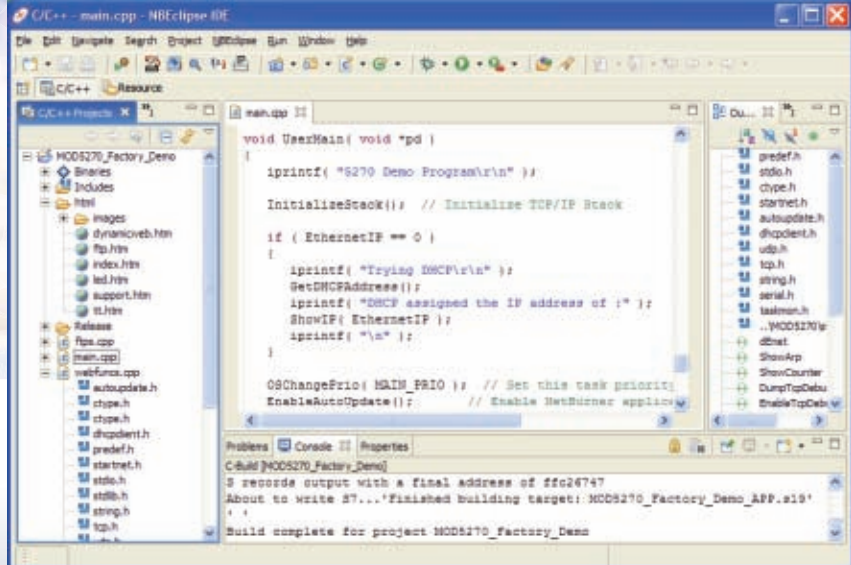 C/C++ - main.cpp - NBEclipse IDE
File Edit Navigate Search Project NBEclipse Run Window Help
C/C++ Resource
C/C++ Projects
MOD5270_Factory_Demo
Binaries
Includes
html
images
dynamicweb.htm
ftp.htm
index.htm
led.htm
support.htm
tt.htm
Release
ftps.cpp
main.cpp
webfuncs.cpp
autoupdate.h
ctype.h
ctype.h
dhcpclient.h
predef.h
startnet.h
stdio.h
stdlib.h
string.h
tcp.h
main.cpp
void UserMain( void *pd )
{
iprintf( "5270 Demo Program\r\n" );
InitializeStack(); // Initialize TCP/IP Stack
if ( EthernetIP == 0 )
{
iprintf( "Trying DHCP\r\n" );
GetDHCPAddress();
iprintf( "DHCP assigned the IP address of :" );
ShowIP( EthernetIP );
iprintf( "\n" );
}
OSChangePrio( MAIN_PRIO ); // Set this task priority
EnableAutoUpdate(); // Enable NetBurner applic
Ou...
predef.h
stdio.h
ctype.h
startnet.h
autoupdate.h
dhcpclient.h
udp.h
tcp.h
string.h
serial.h
taskmon.h
..\MOD5270\p
dEnet
ShowArp
ShowCounter
DumpTcpDebu
EnableTcpDeb
Problems Console Properties
C-Build [MOD5270_Factory_Demo]
S records output with a final address of ffc26747
About to write S7...'Finished building target: MOD5270_Factory_Demo_APP.s19'
' '
Build complete for project MOD5270_Factory_Demo